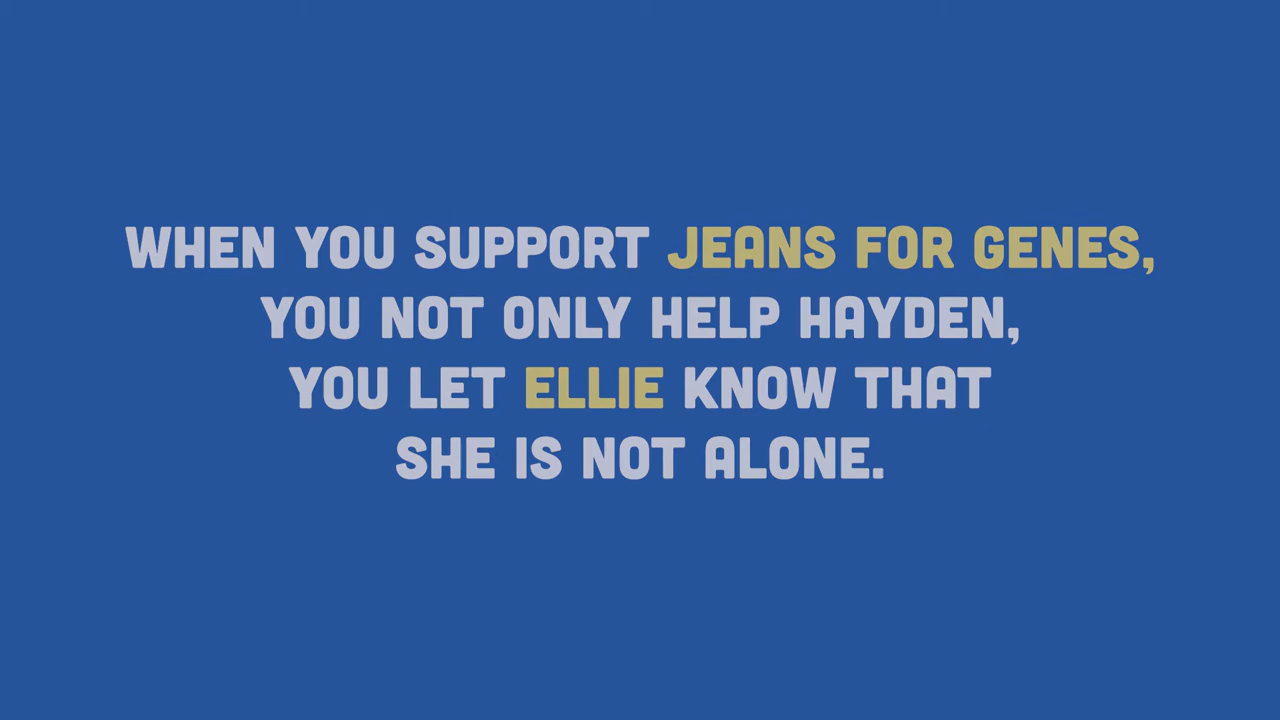 WHEN YOU SUPPORT JEANS FOR GENES,
YOU NOT ONLY HELP HAYDEN,
YOU LET ELLIE KNOW THAT
SHE IS NOT ALONE.